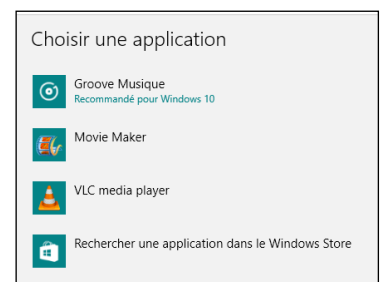 Choisir une application
Groove Musique
Recommandé pour Windows 10
Movie Maker
VLC media player
Rechercher une application dans le Windows Store